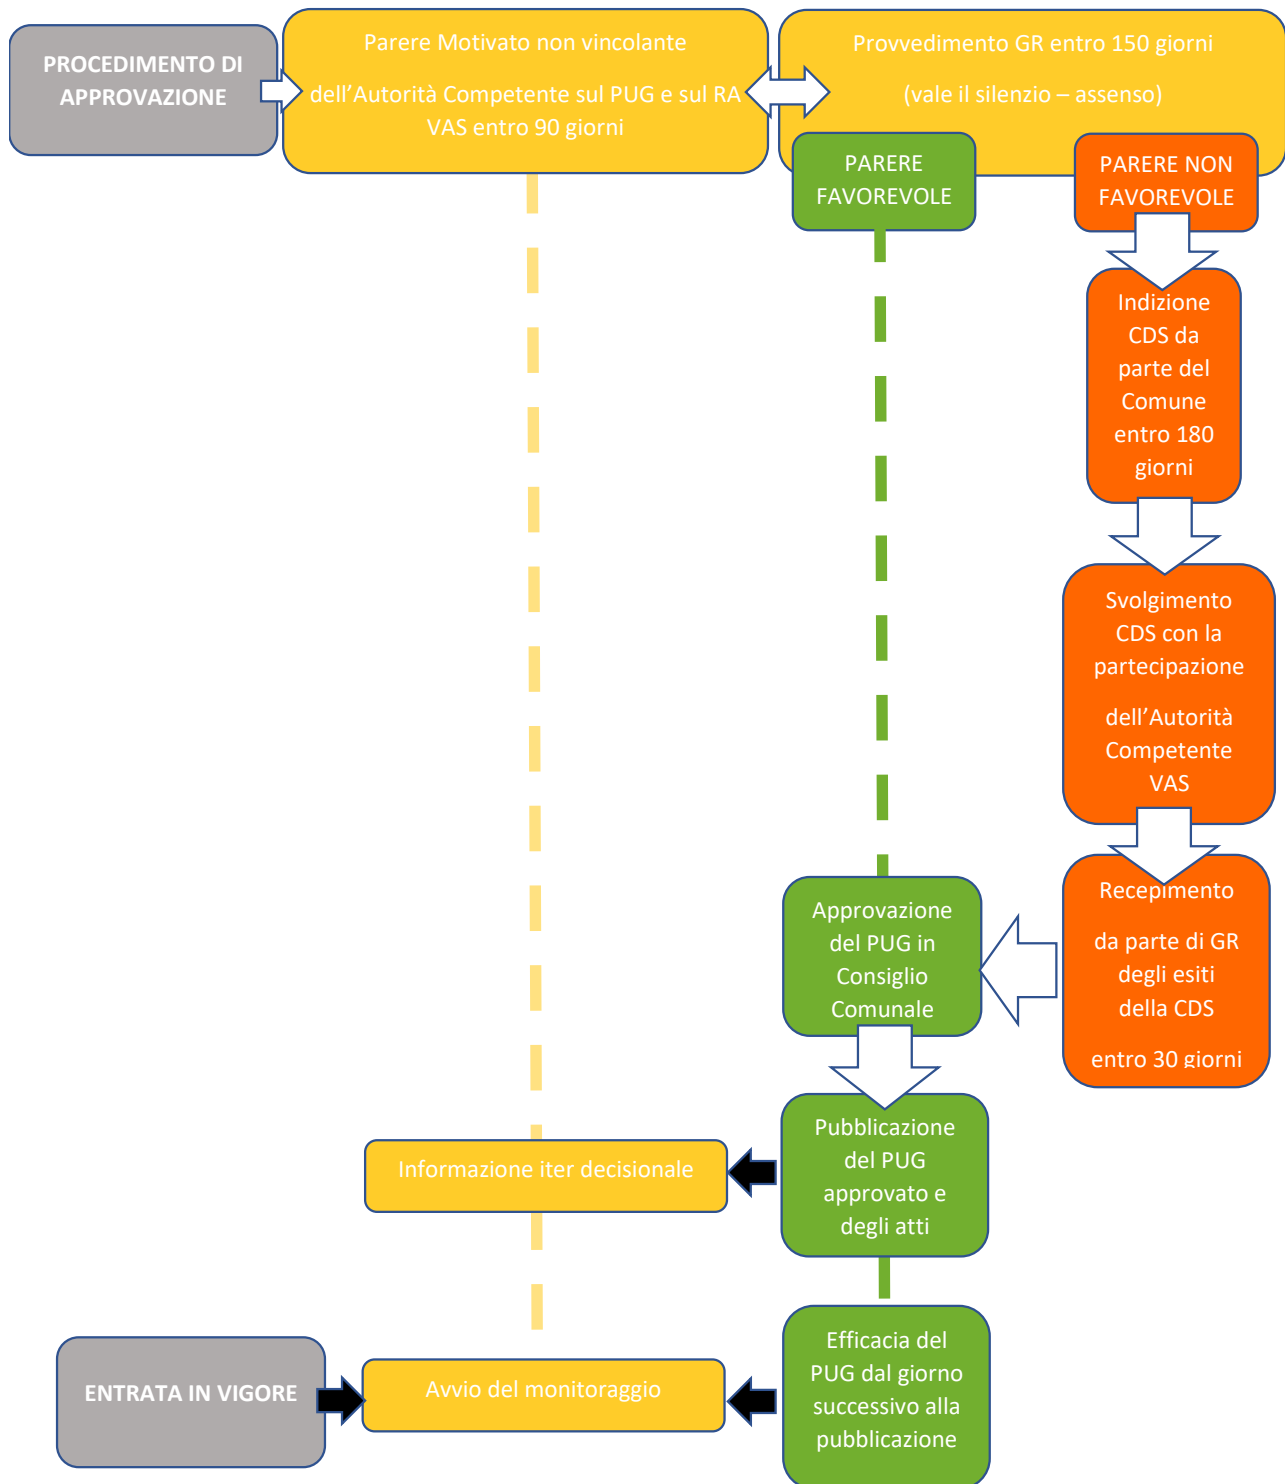 PROCEDIMENTO DI
APPROVAZIONE
Parere Motivato non vincolante
dell’Autorità Competente sul PUG e sul RA
VAS entro 90 giorni
Provvedimento GR entro 150 giorni
(vale il silenzio – assenso)
PARERE
FAVOREVOLE
PARERE NON
FAVOREVOLE
Indizione
CDS da
parte del
Comune
entro 180
giorni
Svolgimento
CDS con la
partecipazione
dell’Autorità
Competente
VAS
Recepimento
da parte di GR
degli esiti
della CDS
entro 30 giorni
Approvazione
del PUG in
Consiglio
Comunale
Pubblicazione
del PUG
approvato e
degli atti
Informazione iter decisionale
Efficacia del
PUG dal giorno
successivo alla
pubblicazione
Avvio del monitoraggio
ENTRATA IN VIGORE